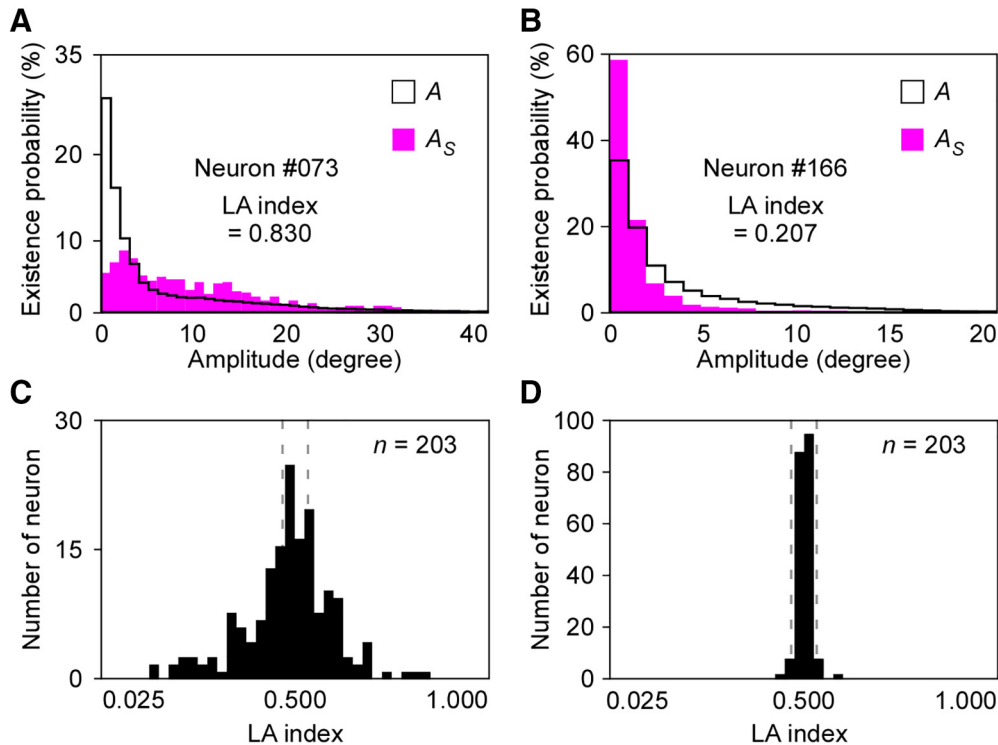 A
Existence probability (%)
35
20
10
0
A
A_S
Neuron #073
LA index
= 0.830
0 10 20 30 40
Amplitude (degree)
B
Existence probability (%)
60
40
20
0
A
A_S
Neuron #166
LA index
= 0.207
0 5 10 15 20
Amplitude (degree)
C
Number of neuron
30
15
0
n = 203
0.025 0.500 1.000
LA index
D
Number of neuron
100
80
60
40
20
0
n = 203
0.025 0.500 1.000
LA index